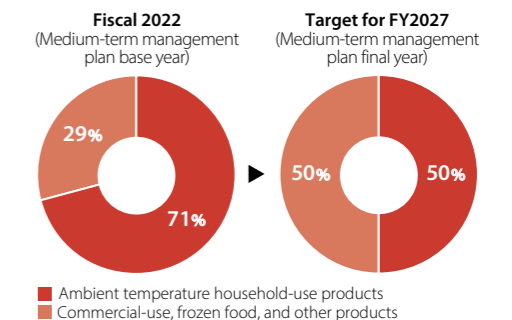 Fiscal 2022
(Medium-term management
plan base year)
29%
71%
Target for FY2027
(Medium-term management
plan final year)
50%
50%
Ambient temperature household-use products
Commercial-use, frozen food, and other products